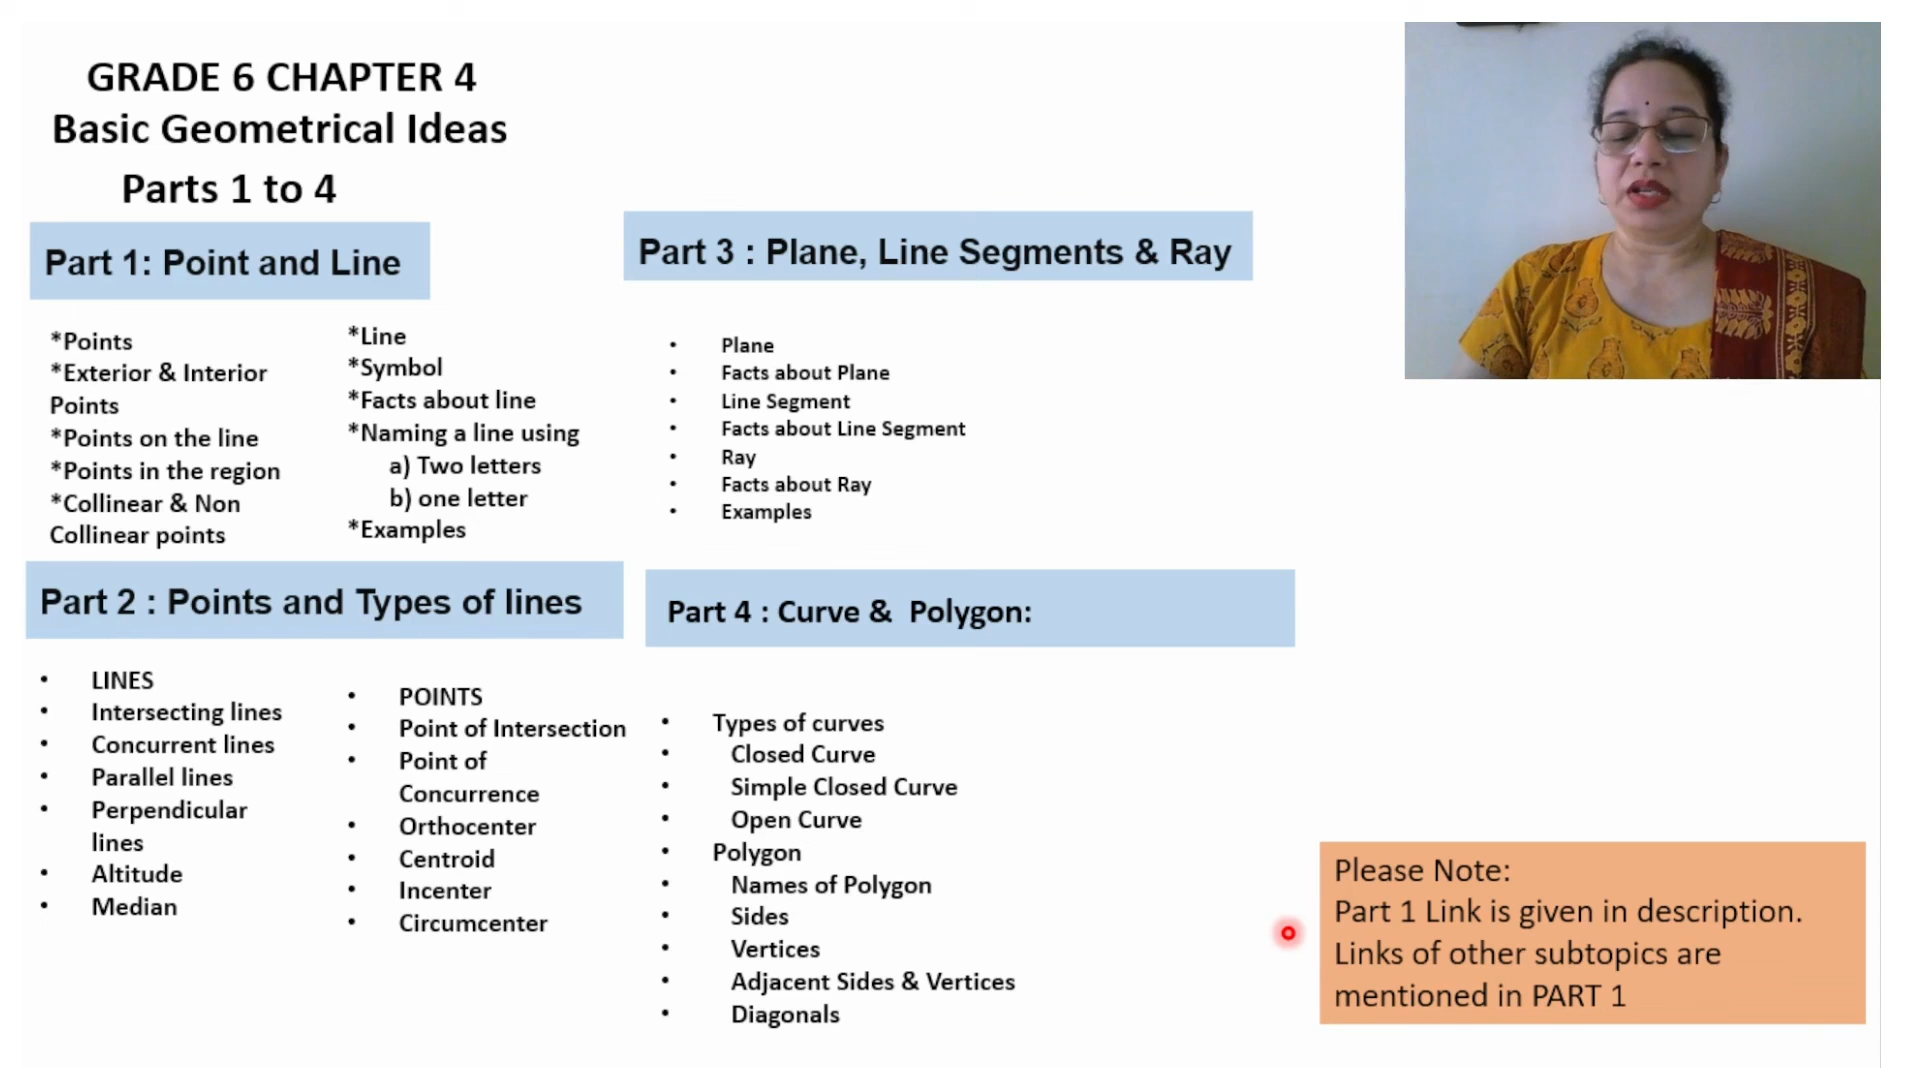 GRADE 6 CHAPTER 4
Basic Geometrical Ideas
Parts 1 to 4
Part 1: Point and Line
*Points
*Exterior & Interior
Points
*Points on the line
*Points in the region
*Collinear & Non
Collinear points
*Line
*Symbol
*Facts about line
*Naming a line using
a) Two letters
b) one letter
*Examples
Part 2 : Points and Types of lines
• LINES
• Intersecting lines
• Concurrent lines
• Parallel lines
• Perpendicular
lines
• Altitude
• Median
• POINTS
• Point of Intersection
• Point of
Concurrence
• Orthocenter
• Centroid
• Incenter
• Circumcenter
Part 3 : Plane, Line Segments & Ray
• Plane
• Facts about Plane
• Line Segment
• Facts about Line Segment
• Ray
• Facts about Ray
• Examples
Part 4 : Curve & Polygon:
• Types of curves
• Closed Curve
• Simple Closed Curve
• Open Curve
• Polygon
• Names of Polygon
• Sides
• Vertices
• Adjacent Sides & Vertices
• Diagonals
Please Note:
Part 1 Link is given in description.
Links of other subtopics are
mentioned in PART 1